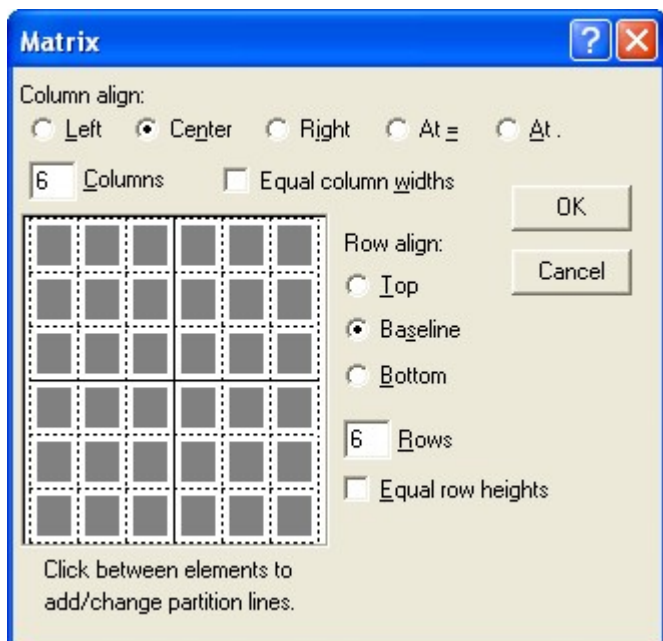 Matrix
Column align:
Left Center Right At = At .
6 Columns Equal column widths
OK
Row align:
Top
Cancel
Baseline
Bottom
6 Rows
Equal row heights
Click between elements to
add/change partition lines.